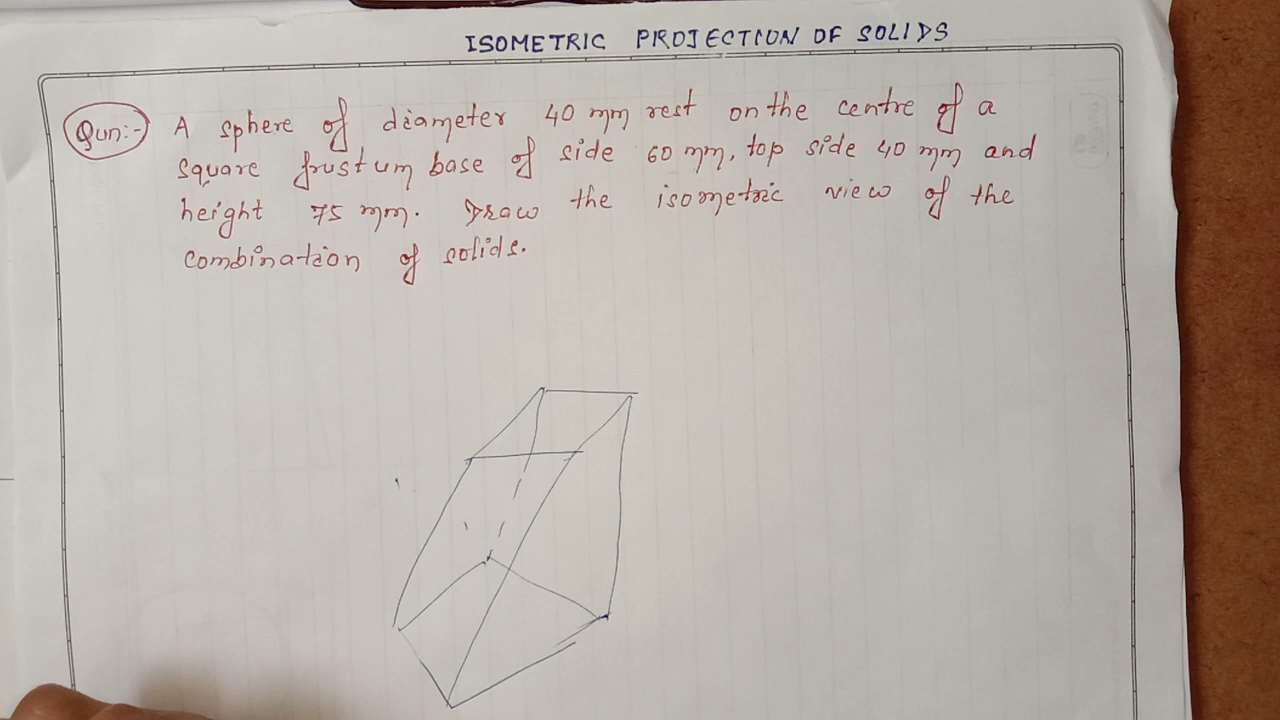 ISOMETRIC PROJECTION OF SOLIDS
Qun:- A sphere of diameter 40 mm rest on the centre of a
square frustum base of side 60 mm, top side 40 mm and
height 75 mm. Draw the isometric view of the
combination of solids.